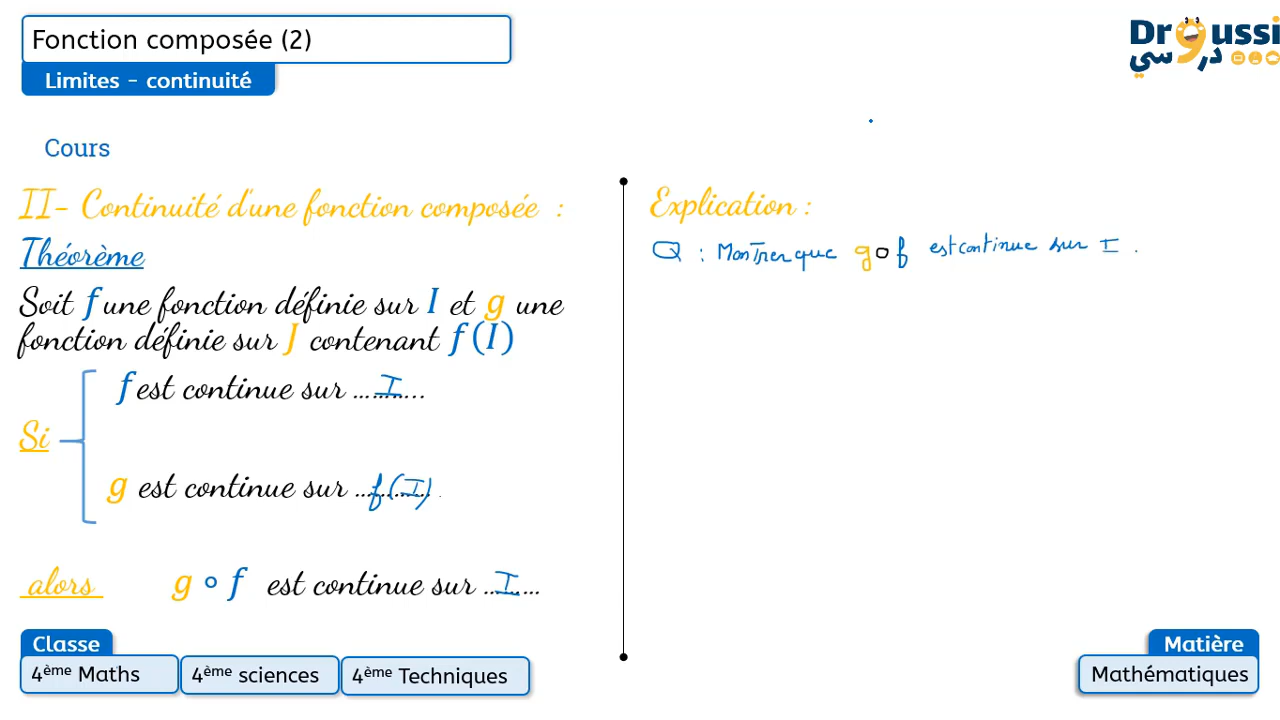 Fonction composée (2)
Limites - continuité
Droussi
درسي
Cours
II- Continuité d'une fonction composée :
Théorème
Soit f une fonction définie sur I et g une
fonction définie sur J contenant f(I)
Si
f est continue sur ...I......
g est continue sur ...f(I)...
alors g ∘ f est continue sur ...I...
Explication :
Q : Montrer que g∘f est continue sur I .
Classe
4ème Maths
4ème sciences
4ème Techniques
Matière
Mathématiques